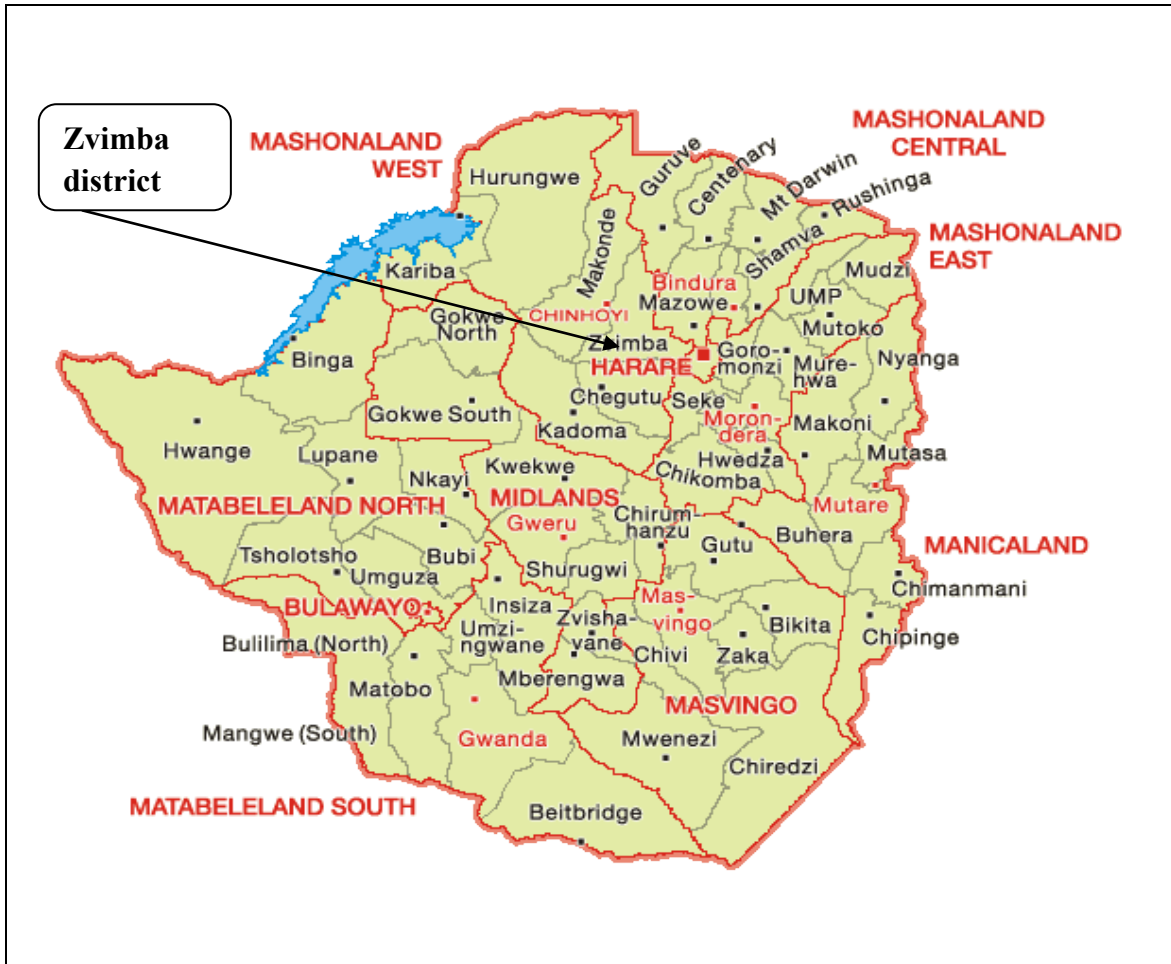 Zvimba
district
MASHONALAND
WEST
MASHONALAND
CENTRAL
MASHONALAND
EAST
Hurungwe
Guruve
Centenary
Mt Darwin
Rushinga
Makonde
Shamva
Mudzi
Kariba
Bindura
Mazowe
UMP
CHINHOYI
Gokwe
North
Mutoko
Zvimba
Binga
HARARE
Goro-
monzi
Mure-
hwa
Nyanga
Chegutu
Seke
Gokwe South
Moron-
dera
Makoni
Kadoma
Hwange
Lupane
Hwedza
Mutasa
Kwekwe
Chikomba
Nkayi
MATABELELAND NORTH
MIDLANDS
Mutare
Gweru
Chirum-
hanzu
Buhera
MANICALAND
Tsholotsho
Bubi
Gutu
Umguza
Shurugwi
Chimanmani
BULAWAYO
Insiza
Mas-
vingo
Zvisha-
vane
Bikita
Umzi-
ngwane
Chipinge
Bulilima (North)
Chivi
Zaka
Matobo
Mberengwa
MASVINGO
Mangwe (South)
Gwanda
Mwenezi
Chiredzi
MATABELELAND SOUTH
Beitbridge